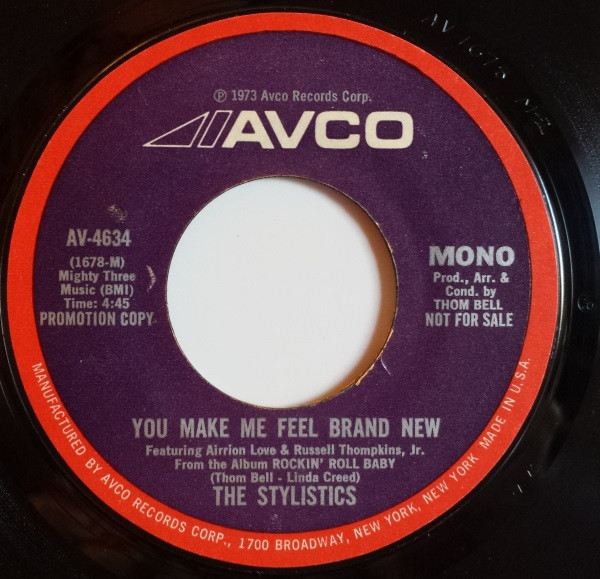 ℗ 1973 Avco Records Corp.
AVCO
AV-4634
(1678-M)
Mighty Three
Music (BMI)
Time: 4:45
PROMOTION COPY
MONO
Prod., Arr. &
Cond. by
THOM BELL
NOT FOR SALE
YOU MAKE ME FEEL BRAND NEW
Featuring Airrion Love & Russell Thompkins, Jr.
From the Album ROCKIN' ROLL BABY
(Thom Bell - Linda Creed)
THE STYLISTICS
MANUFACTURED BY AVCO RECORDS CORP., 1700 BROADWAY, NEW YORK, NEW YORK MADE IN U.S.A.